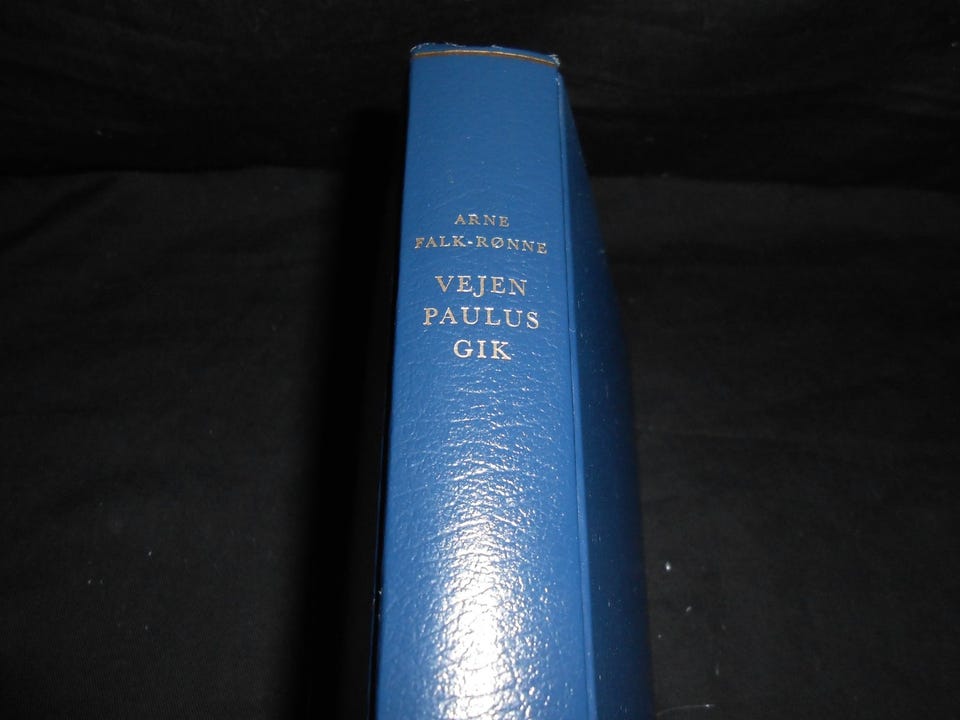 ARNE
FALK-RØNNE
VEJEN
PAULUS
GIK